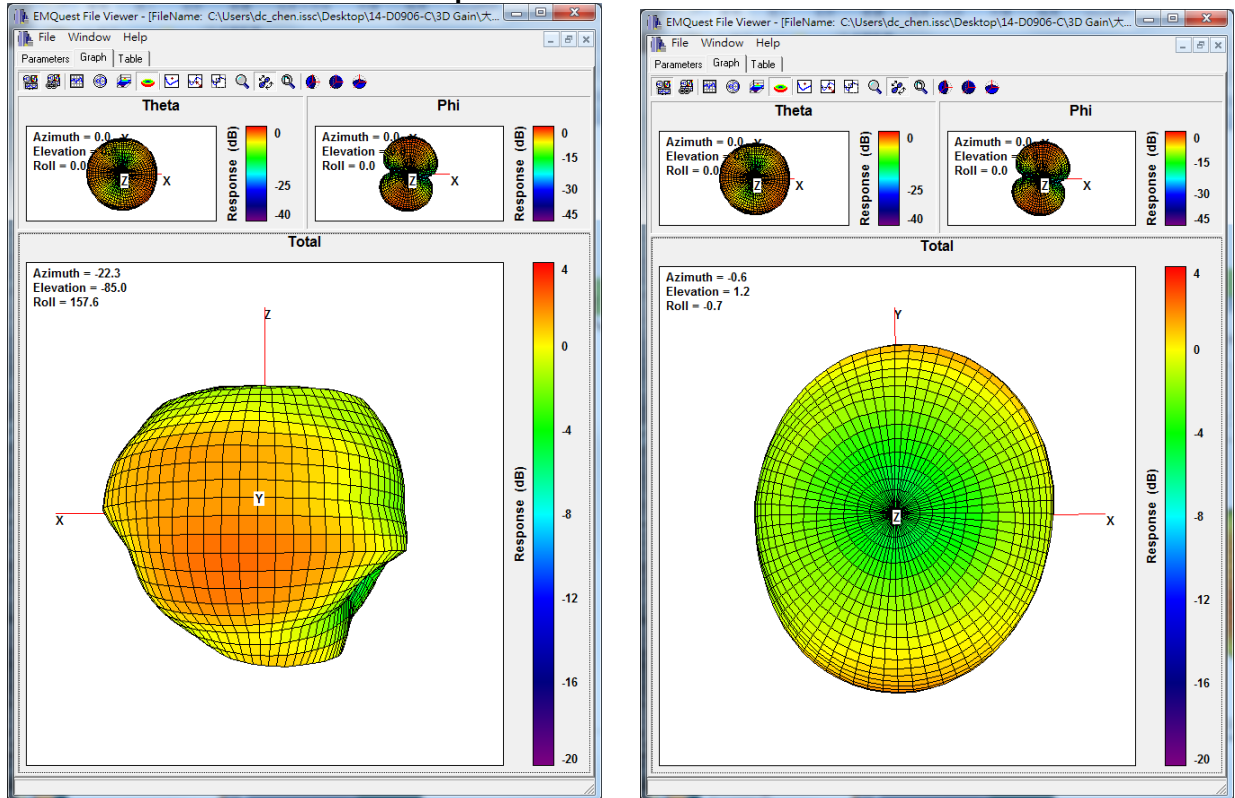 EMQuest File Viewer - [FileName: C:\Users\dc_chen.issc\Desktop\14-D0906-C\3D Gain\大...
File Window Help
Parameters Graph Table
Theta
Azimuth = 0.0
Elevation =
Roll = 0.0
Y
Z
X
Response (dB)
0
-25
-40
Phi
Azimuth = 0.0
Elevation =
Roll = 0.0
Z
X
Response (dB)
0
-15
-30
-45
Total
Azimuth = -22.3
Elevation = -85.0
Roll = 157.6
Z
Y
X
Response (dB)
4
0
-4
-8
-12
-16
-20
EMQuest File Viewer - [FileName: C:\Users\dc_chen.issc\Desktop\14-D0906-C\3D Gain\大...
File Window Help
Parameters Graph Table
Theta
Azimuth = 0.0
Elevation =
Roll = 0.0
Z
X
Response (dB)
0
-25
-40
Phi
Azimuth = 0.0
Elevation =
Roll = 0.0
Z
X
Response (dB)
0
-15
-30
-45
Total
Azimuth = -0.6
Elevation = 1.2
Roll = -0.7
Y
Z
X
Response (dB)
4
0
-4
-8
-12
-16
-20